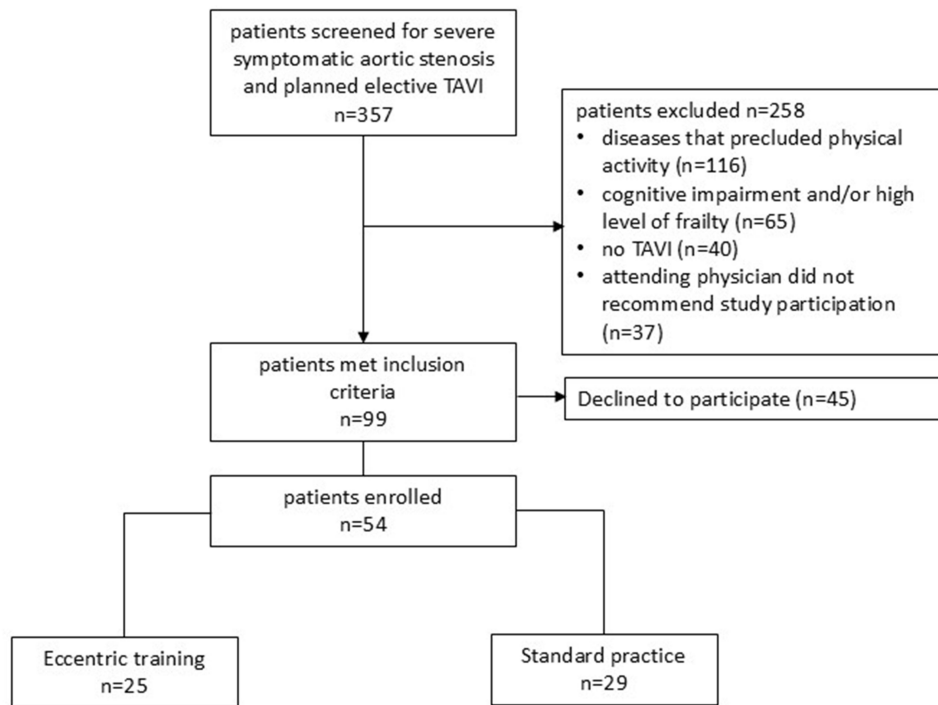 patients screened for severe
symptomatic aortic stenosis
and planned elective TAVI
n=357
patients excluded n=258
• diseases that precluded physical
activity (n=116)
• cognitive impairment and/or high
level of frailty (n=65)
• no TAVI (n=40)
• attending physician did not
recommend study participation
(n=37)
patients met inclusion
criteria
n=99
Declined to participate (n=45)
patients enrolled
n=54
Eccentric training
n=25
Standard practice
n=29